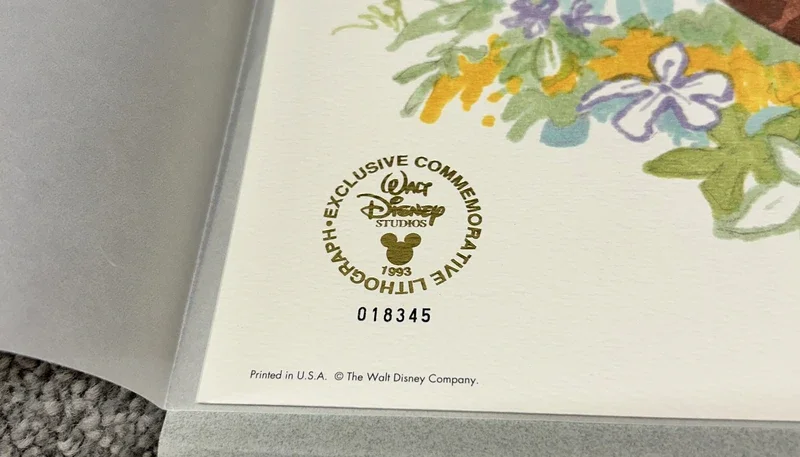 EXCLUSIVE COMMEMORATIVE LITHOGRAPH•
WALT
DISNEY
STUDIOS
1993
018345
Printed in U.S.A. © The Walt Disney Company.